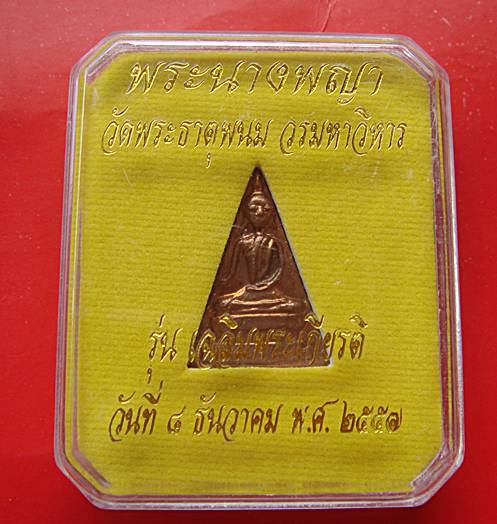 พระนางพญา
วัดพระธาตุพนม วรมหาวิหาร
รุ่น เฉลิมพระเกียรติ
วันที่ ๘ ธันวาคม พ.ศ. ๒๕๕๑